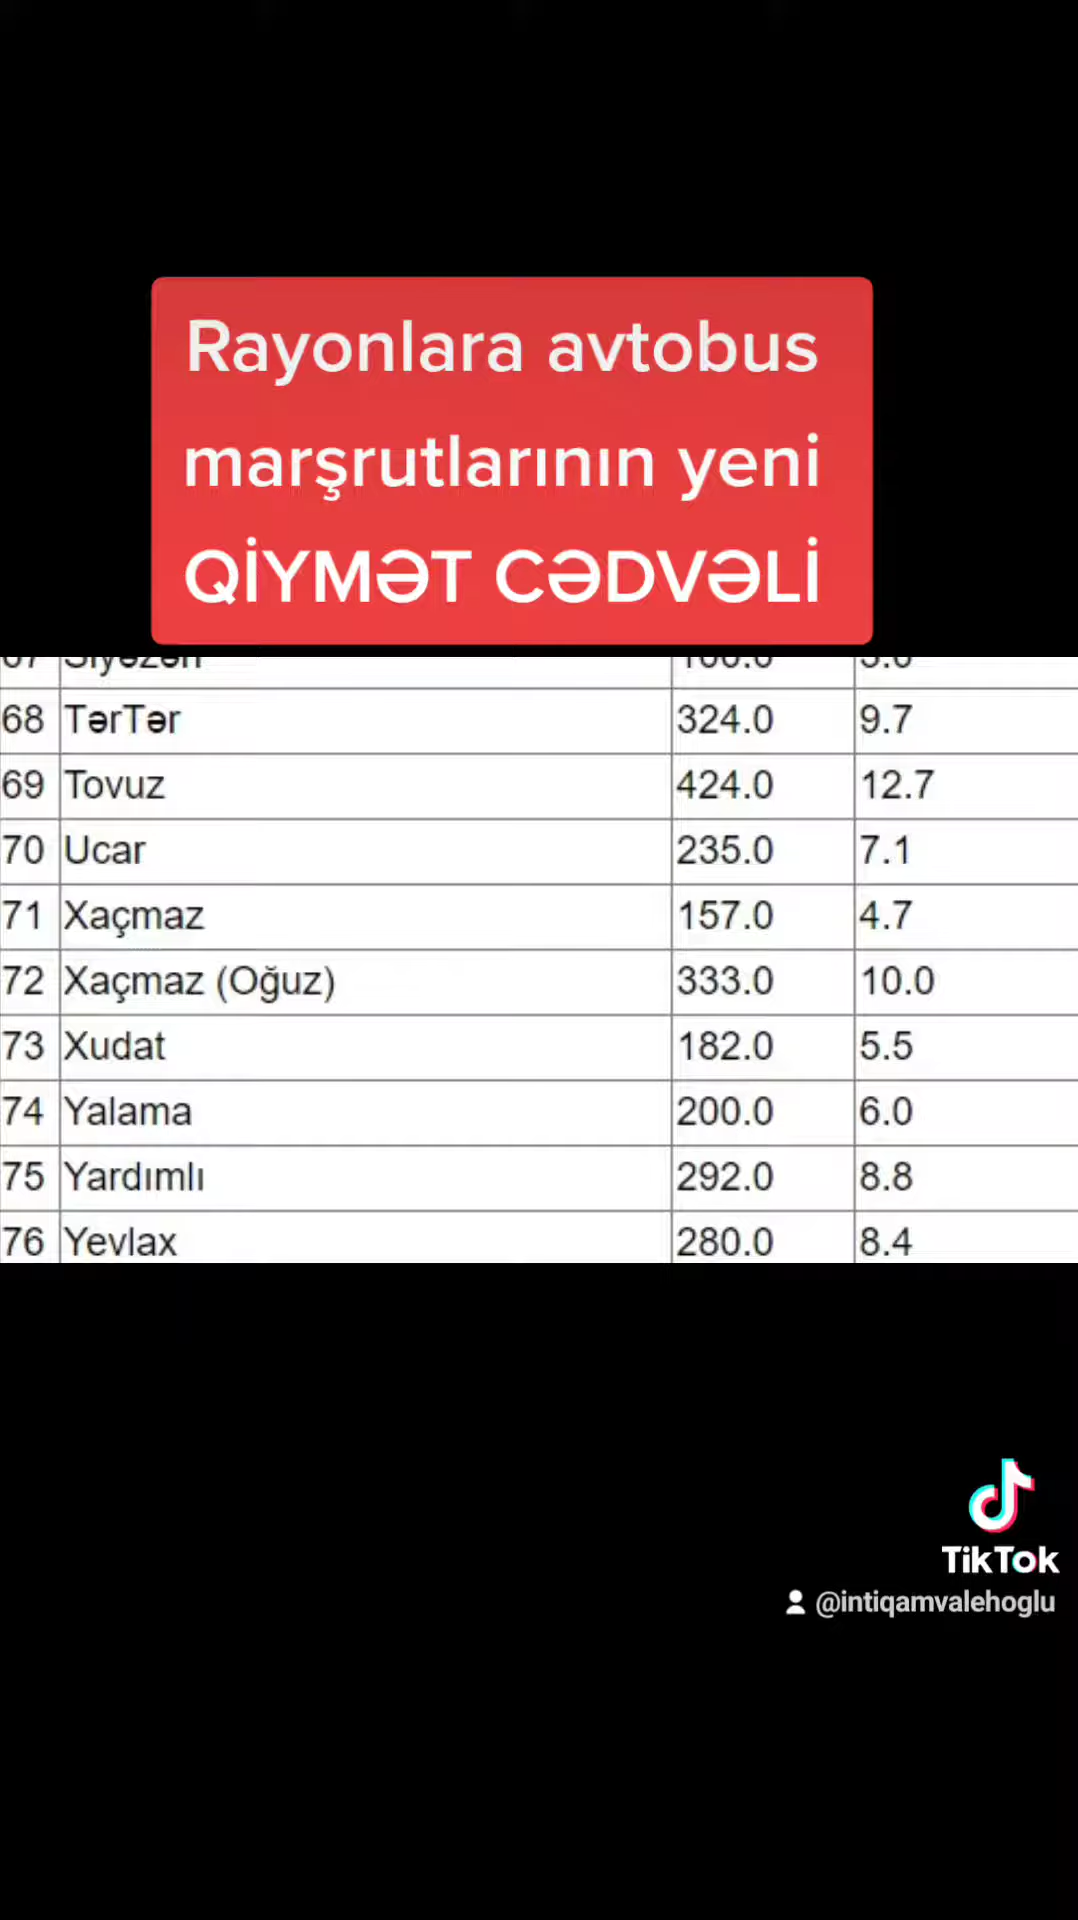 Rayonlara avtobus
marşrutlarının yeni
QİYMƏT CƏDVƏLİ
68 TərTər 324.0 9.7
69 Tovuz 424.0 12.7
70 Ucar 235.0 7.1
71 Xaçmaz 157.0 4.7
72 Xaçmaz (Oğuz) 333.0 10.0
73 Xudat 182.0 5.5
74 Yalama 200.0 6.0
75 Yardımlı 292.0 8.8
76 Yevlax 280.0 8.4
TikTok
@intiqamvalehoglu